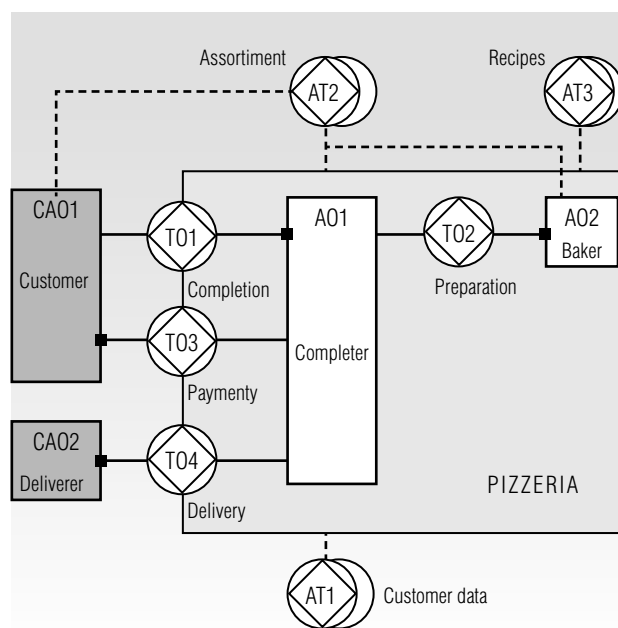 Assortiment
Recipes
AT2
AT3
CA01
Customer
T01
A01
T02
A02
Baker
Completion
Preparation
T03
Completer
Paymenty
CA02
Deliverer
T04
PIZZERIA
Delivery
AT1
Customer data